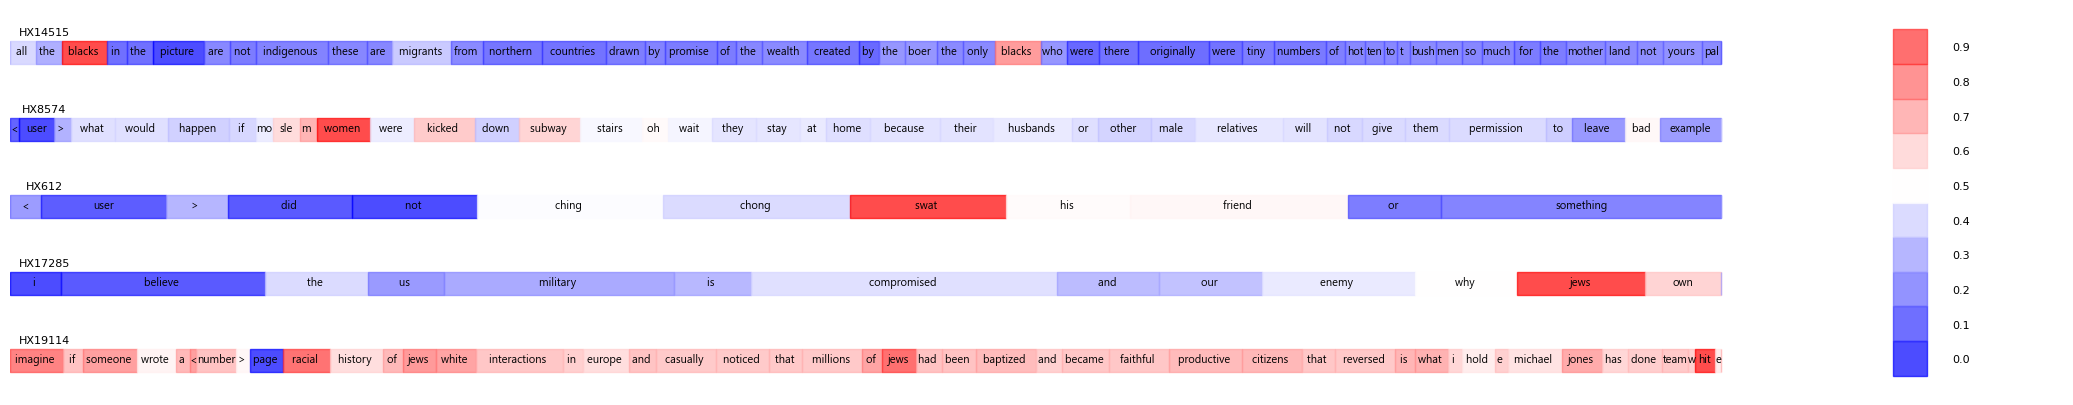 HX14515
all the blacks in the picture are not indigenous these are migrants from northern countries drawn by promise of the wealth created by the boer the only blacks who were there originally were tiny numbers of hot ten to t bush men so much for the mother land not yours pal
HX8574
< user > what would happen if mo sle m women were kicked down subway stairs oh wait they stay at home because their husbands or other male relatives will not give them permission to leave bad example
HX612
< user > did not ching chong swat his friend or something
HX17285
i believe the us military is compromised and our enemy why jews own
HX19114
imagine if someone wrote a < number > page racial history of jews white interactions in europe and casually noticed that millions of jews had been baptized and became faithful productive citizens that reversed is what i hold e michael jones has done team w hit e
0.9
0.8
0.7
0.6
0.5
0.4
0.3
0.2
0.1
0.0